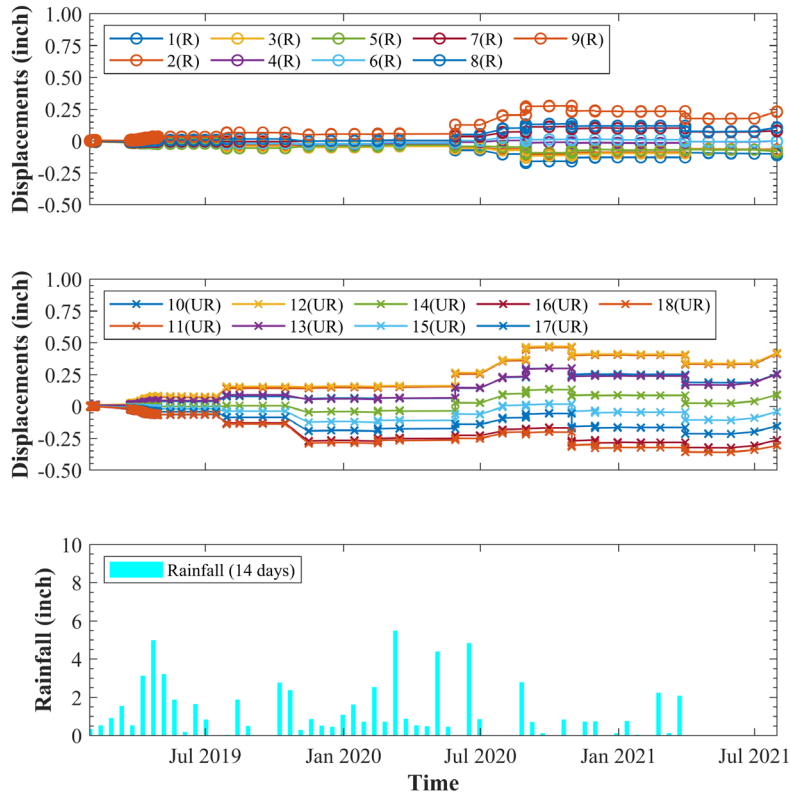 Displacements (inch)
1.00
0.75
0.50
0.25
0
-0.25
-0.50
1(R) 3(R) 5(R) 7(R) 9(R)
2(R) 4(R) 6(R) 8(R)
Displacements (inch)
1.00
0.75
0.50
0.25
0
-0.25
-0.50
10(UR) 12(UR) 14(UR) 16(UR) 18(UR)
11(UR) 13(UR) 15(UR) 17(UR)
Rainfall (inch)
10
8
6
4
2
0
Rainfall (14 days)
Jul 2019 Jan 2020 Jul 2020 Jan 2021 Jul 2021
Time